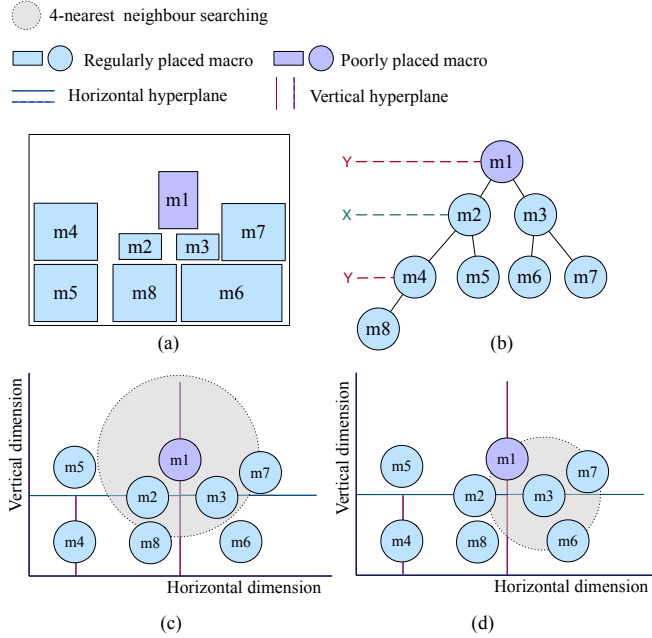 4-nearest neighbour searching
Regularly placed macro
Poorly placed macro
Horizontal hyperplane
Vertical hyperplane
m1
m4
m2
m3
m7
m5
m8
m6
(a)
Y
m1
X
m2
m3
Y
m4
m5
m6
m7
m8
(b)
Vertical dimension
m1
m5
m7
m2
m3
m4
m8
m6
Horizontal dimension
(c)
Vertical dimension
m1
m5
m7
m2
m3
m4
m8
m6
Horizontal dimension
(d)